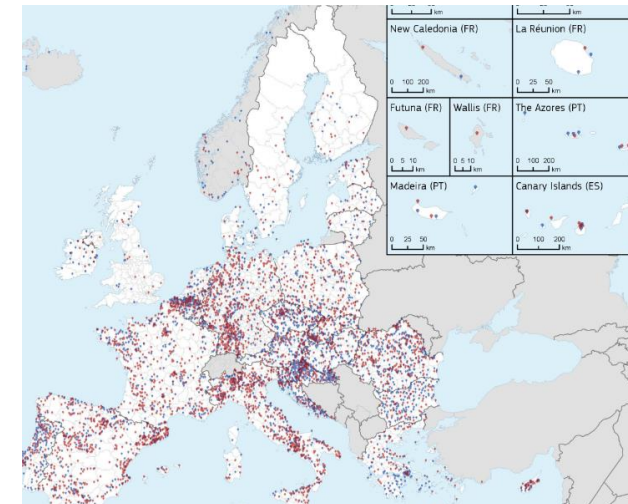 New Caledonia (FR)
La Réunion (FR)
0 100 200
km
0 25 50
km
Futuna (FR)
Wallis (FR)
The Azores (PT)
0 5 10
km
0 5 10
km
0 100 200
km
Madeira (PT)
Canary Islands (ES)
0 25 50
km
0 100 200
km